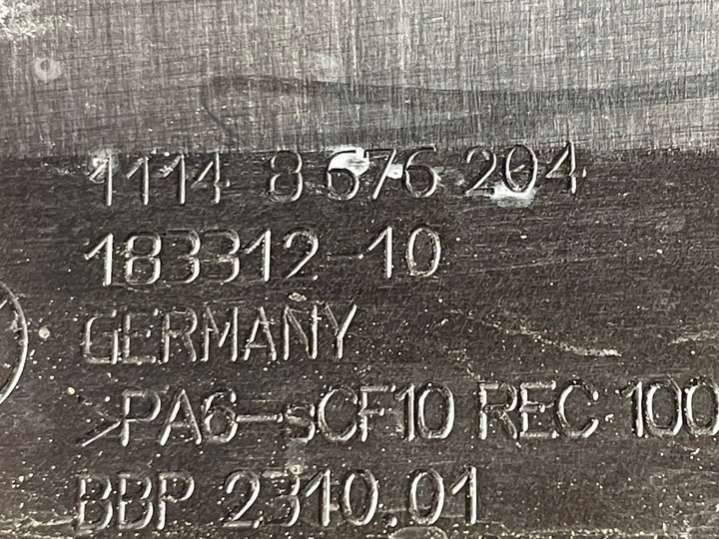 1114 8 676 204
183312-10
GERMANY
>PA6-sCF10 REC 100
BBP 2310.01